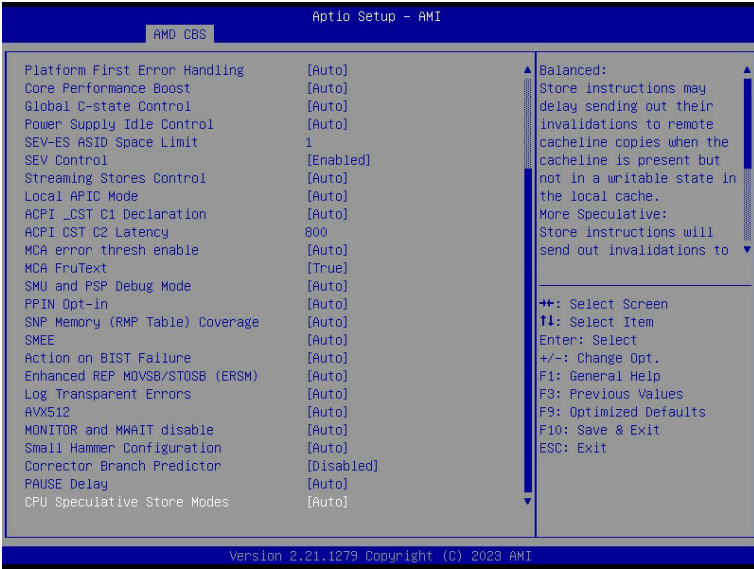 Aptio Setup - AMI
AMD CBS
Platform First Error Handling [Auto]
Core Performance Boost [Auto]
Global C-state Control [Auto]
Power Supply Idle Control [Auto]
SEV-ES ASID Space Limit 1
SEV Control [Enabled]
Streaming Stores Control [Auto]
Local APIC Mode [Auto]
ACPI _CST C1 Declaration [Auto]
ACPI CST C2 Latency 800
MCA error thresh enable [Auto]
MCA FruText [True]
SMU and PSP Debug Mode [Auto]
PPIN Opt-in [Auto]
SNP Memory (RMP Table) Coverage [Auto]
SMEE [Auto]
Action on BIST Failure [Auto]
Enhanced REP MOVSB/STOSB (ERSM) [Auto]
Log Transparent Errors [Auto]
AVX512 [Auto]
MONITOR and MWAIT disable [Auto]
Small Hammer Configuration [Auto]
Corrector Branch Predictor [Disabled]
PAUSE Delay [Auto]
CPU Speculative Store Modes [Auto]
Balanced:
Store instructions may
delay sending out their
invalidations to remote
cacheline copies when the
cacheline is present but
not in a writable state in
the local cache.
More Speculative:
Store instructions will
send out invalidations to
→←: Select Screen
↑↓: Select Item
Enter: Select
+/-: Change Opt.
F1: General Help
F3: Previous Values
F9: Optimized Defaults
F10: Save & Exit
ESC: Exit
Version 2.21.1279 Copyright (C) 2023 AMI